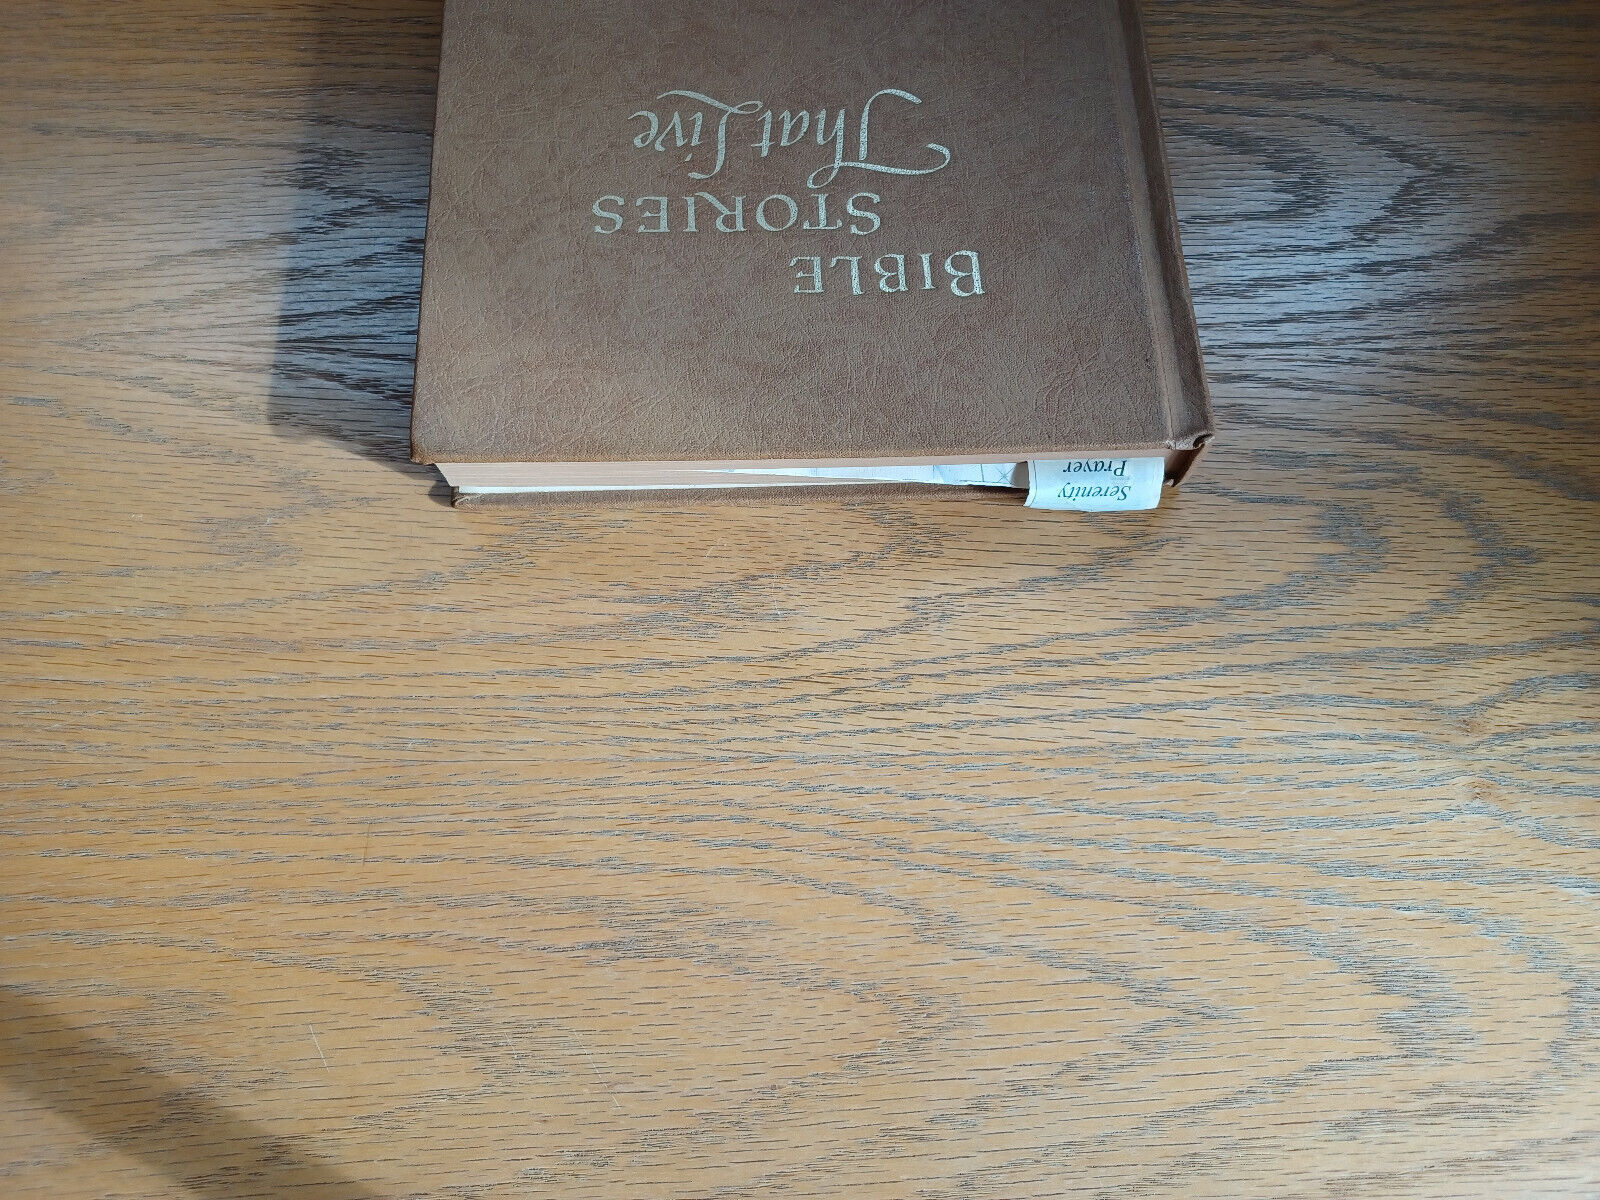 BIBLE
STORIES
That Live
Serenity
Prayer